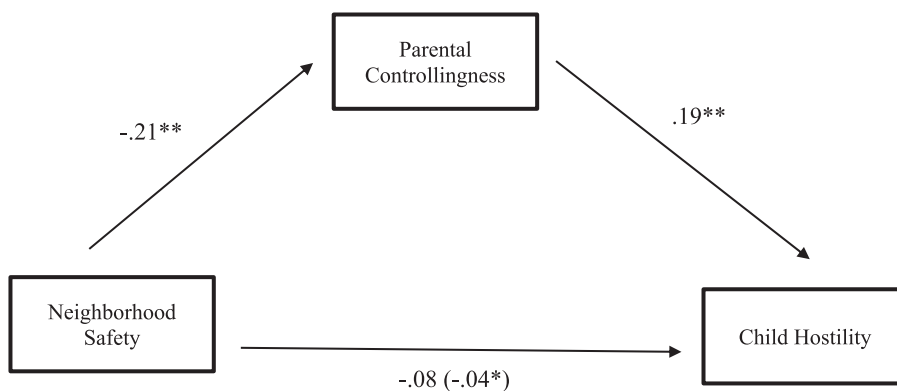 Parental
Controllingness
-.21**
.19**
Neighborhood
Safety
Child Hostility
-.08 (-.04*)